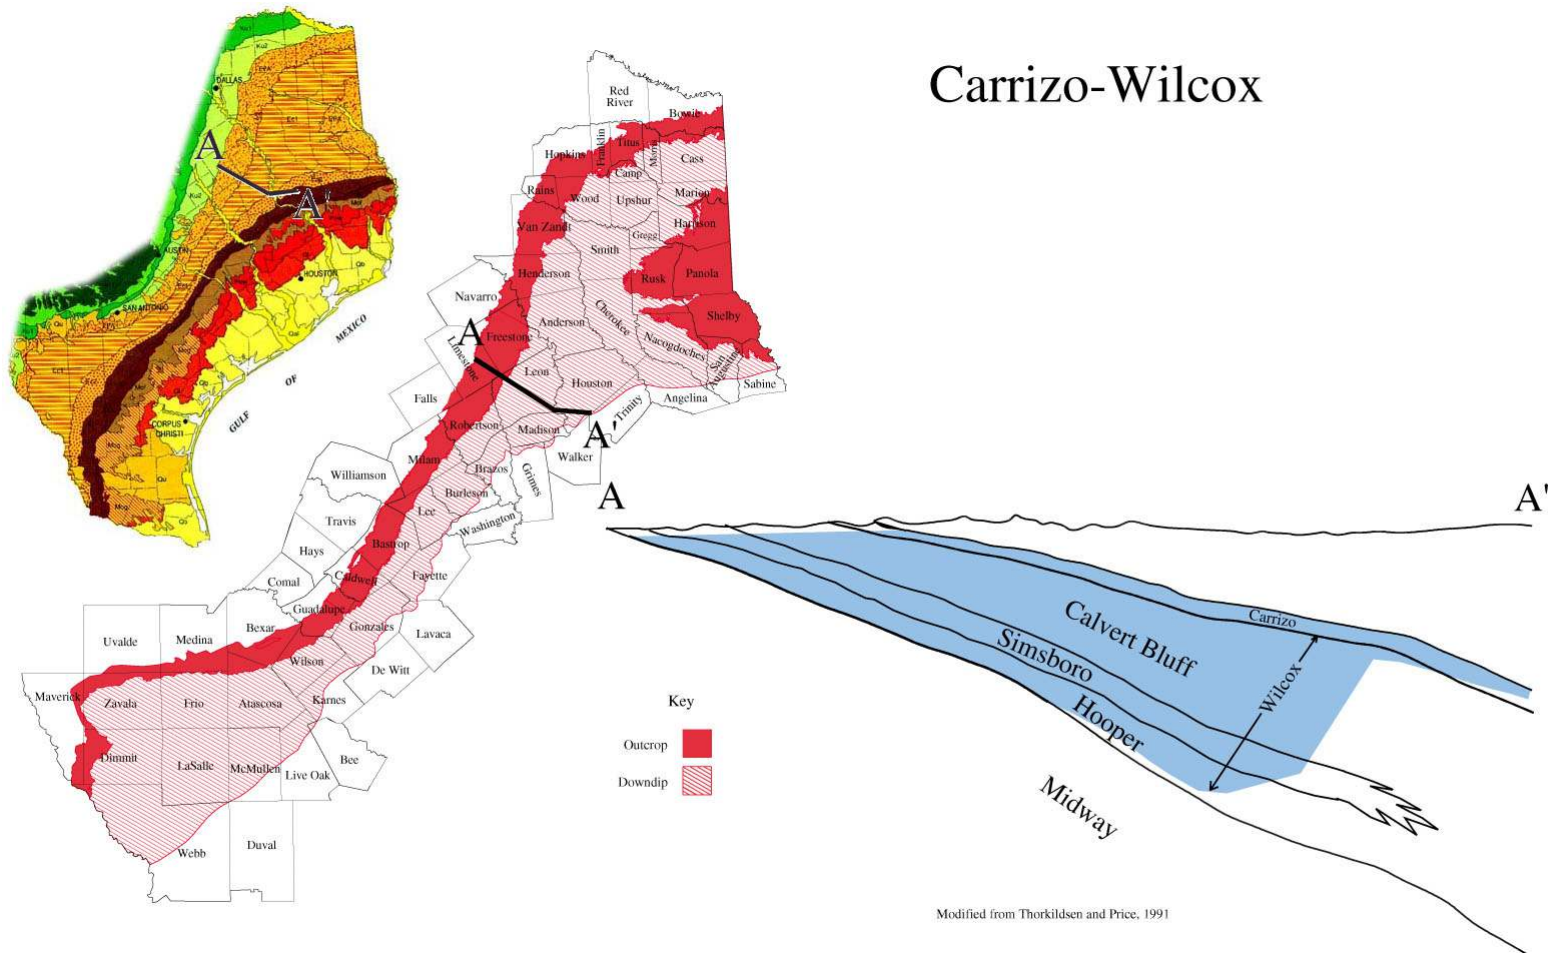 Carrizo-Wilcox
DALLAS
A
A'
AUSTIN
SAN ANTONIO
HOUSTON
CORPUS
CHRISTI
GULF
OF
MEXICO
Red
River
Bowie
Franklin
Titus
Morris
Hopkins
Cass
Camp
Rains
Wood
Upshur
Marion
Van Zandt
Gregg
Harrison
Smith
Henderson
Rusk
Panola
Navarro
Cherokee
Anderson
Shelby
A
Freestone
Limestone
Nacogdoches
San
Augustine
Leon
Houston
Sabine
Falls
Trinity
Angelina
Robertson
Madison
A'
Walker
Milam
Brazos
Grimes
Williamson
Burleson
Lee
Washington
Travis
Bastrop
Hays
Caldwell
Fayette
Comal
Guadalupe
Bexar
Gonzales
Lavaca
Uvalde
Medina
Wilson
De Witt
Maverick
Zavala
Frio
Atascosa
Karnes
Dimmit
LaSalle
McMullen
Live Oak
Bee
Webb
Duval
Key
Outcrop
Downdip
A
A'
Carrizo
Calvert Bluff
Simsboro
Wilcox
Hooper
Midway
Modified from Thorkildsen and Price, 1991